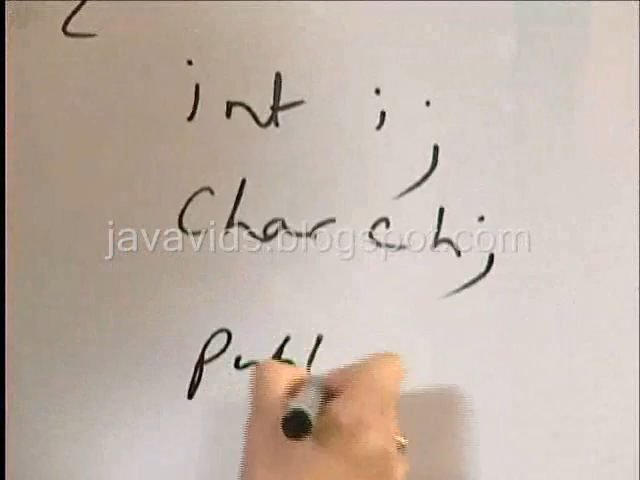 {
int i;
char ch;
publ
javavids.blogspot.com